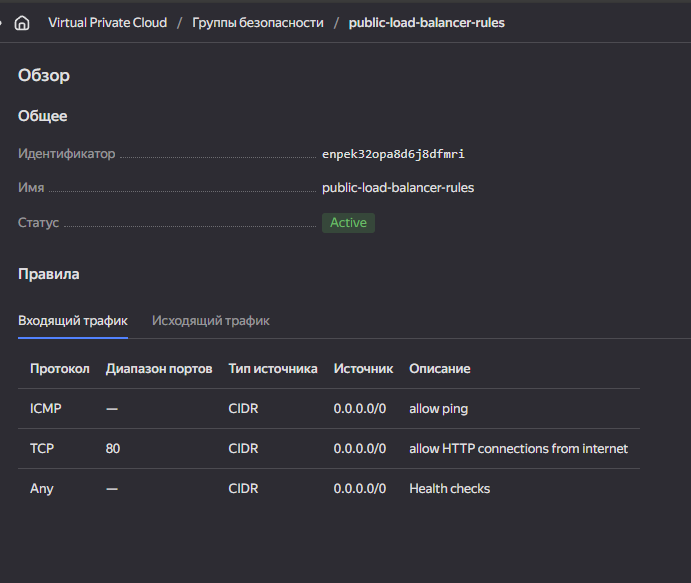 Virtual Private Cloud / Группы безопасности / public-load-balancer-rules
Обзор
Общее
Идентификатор enpek32opa8d6j8dfmri
Имя public-load-balancer-rules
Статус Active
Правила
Входящий трафик Исходящий трафик
Протокол Диапазон портов Тип источника Источник Описание
ICMP — CIDR 0.0.0.0/0 allow ping
TCP 80 CIDR 0.0.0.0/0 allow HTTP connections from internet
Any — CIDR 0.0.0.0/0 Health checks